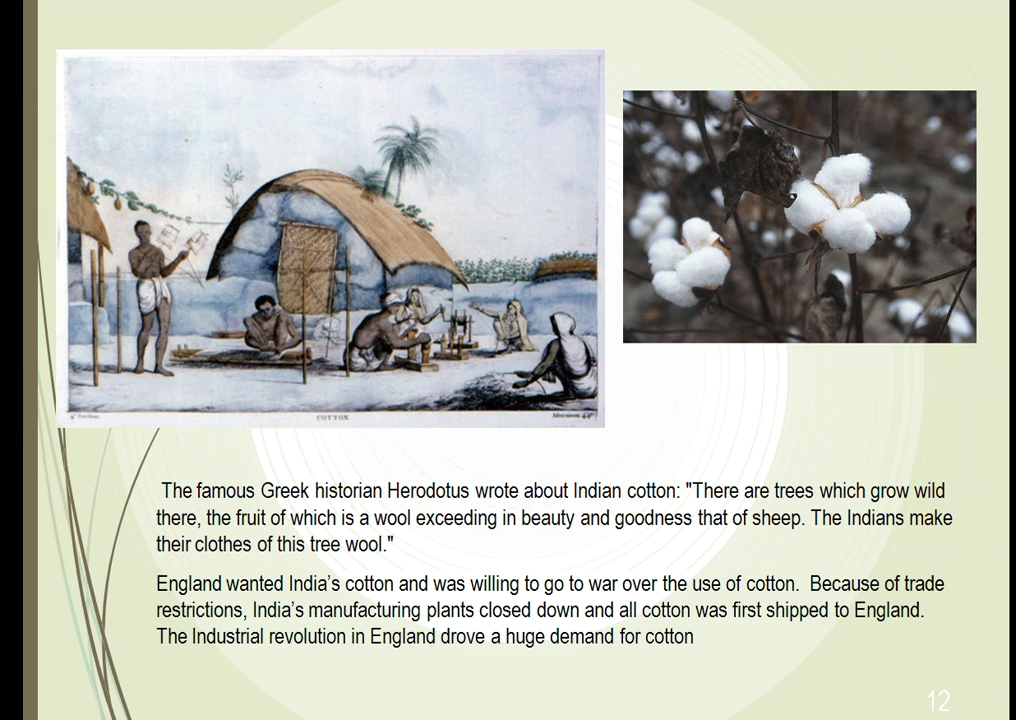 COTTON.
The famous Greek historian Herodotus wrote about Indian cotton: "There are trees which grow wild
there, the fruit of which is a wool exceeding in beauty and goodness that of sheep. The Indians make
their clothes of this tree wool."
England wanted India’s cotton and was willing to go to war over the use of cotton.  Because of trade
restrictions, India’s manufacturing plants closed down and all cotton was first shipped to England.
The Industrial revolution in England drove a huge demand for cotton
12